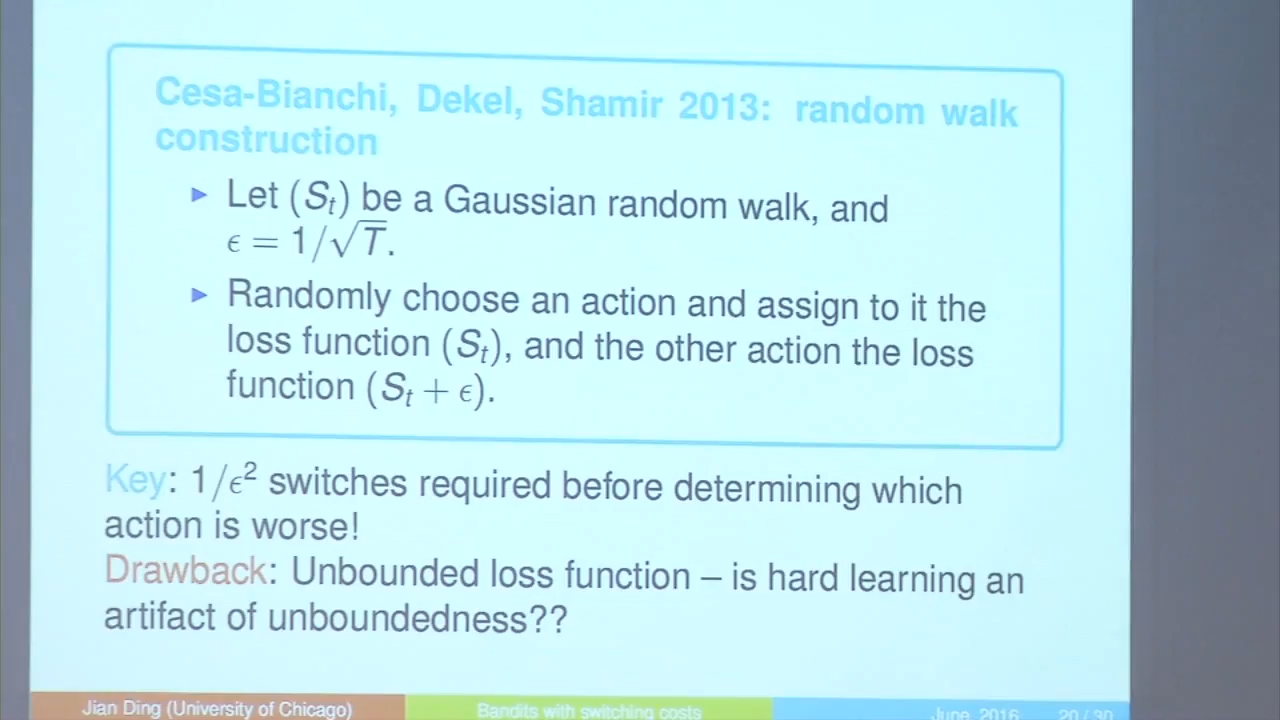 Cesa-Bianchi, Dekel, Shamir 2013: random walk
construction
▶ Let (S_t) be a Gaussian random walk, and
ϵ = 1/√T.
▶ Randomly choose an action and assign to it the
loss function (S_t), and the other action the loss
function (S_t + ϵ).
Key: 1/ϵ² switches required before determining which
action is worse!
Drawback: Unbounded loss function – is hard learning an
artifact of unboundedness??
Jian Ding (University of Chicago) Bandits with switching costs June, 2016 20 / 30